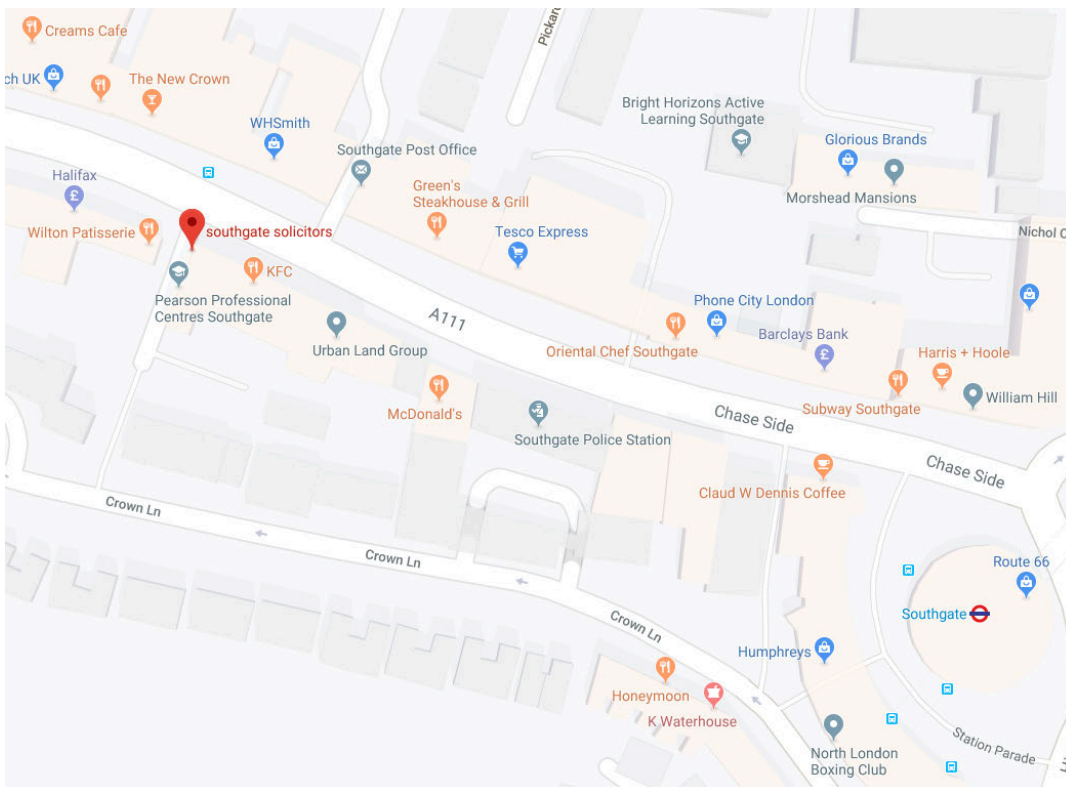 Creams Cafe
ch UK
The New Crown
WHSmith
Southgate Post Office
Pickard
Bright Horizons Active
Learning Southgate
Glorious Brands
Morshead Mansions
Nichol C
Halifax
Wilton Patisserie
southgate solicitors
Green's
Steakhouse & Grill
Tesco Express
KFC
Pearson Professional
Centres Southgate
Urban Land Group
A111
Phone City London
Oriental Chef Southgate
Barclays Bank
Harris + Hoole
Subway Southgate
William Hill
McDonald's
Southgate Police Station
Chase Side
Chase Side
Claud W Dennis Coffee
Crown Ln
Crown Ln
Crown Ln
Route 66
Southgate
Humphreys
Honeymoon
K Waterhouse
North London
Boxing Club
Station Parade